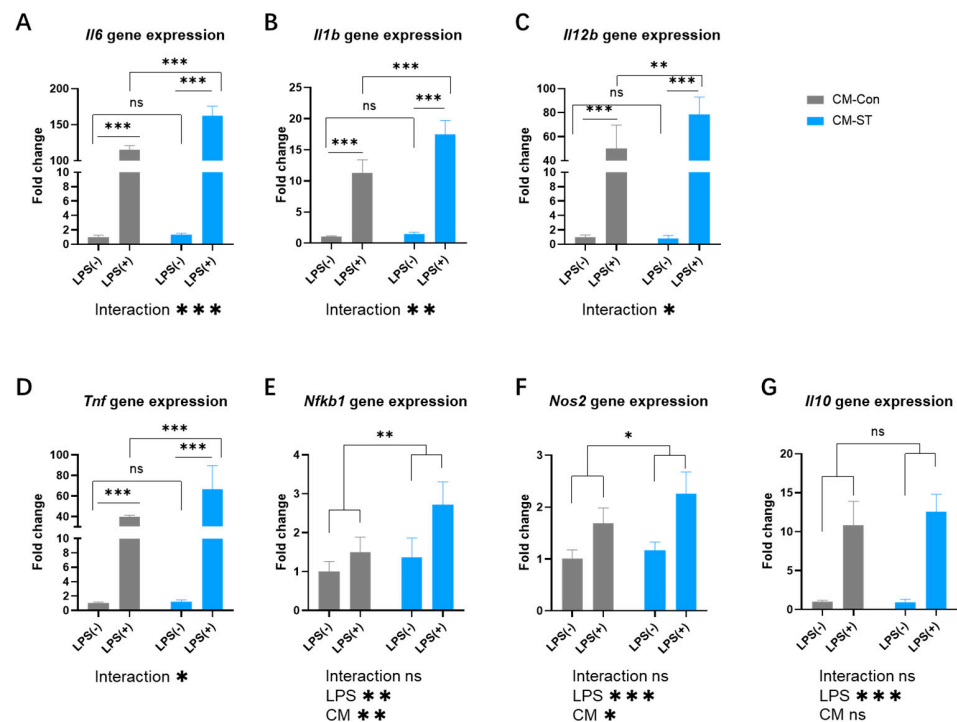 A
Il6 gene expression
Fold change
200
150
100
10
8
6
4
2
0
***
ns
***
***
LPS(-)
LPS(+)
LPS(-)
LPS(+)
Interaction ✱✱✱
B
Il1b gene expression
Fold change
25
20
15
10
5
0
***
ns
***
***
LPS(-)
LPS(+)
LPS(-)
LPS(+)
Interaction ✱✱
C
Il12b gene expression
Fold change
100
80
60
40
10
8
6
4
2
0
**
ns
***
***
LPS(-)
LPS(+)
LPS(-)
LPS(+)
Interaction ✱
CM-Con
CM-ST
D
Tnf gene expression
Fold change
100
80
60
40
10
8
6
4
2
0
***
ns
***
***
LPS(-)
LPS(+)
LPS(-)
LPS(+)
Interaction ✱
E
Nfkb1 gene expression
Fold change
4
3
2
1
0
**
LPS(-)
LPS(+)
LPS(-)
LPS(+)
Interaction ns
LPS ✱✱
CM ✱✱
F
Nos2 gene expression
Fold change
3
2
1
0
*
LPS(-)
LPS(+)
LPS(-)
LPS(+)
Interaction ns
LPS ✱✱✱
CM ✱
G
Il10 gene expression
Fold change
20
15
10
5
0
ns
LPS(-)
LPS(+)
LPS(-)
LPS(+)
Interaction ns
LPS ✱✱✱
CM ns